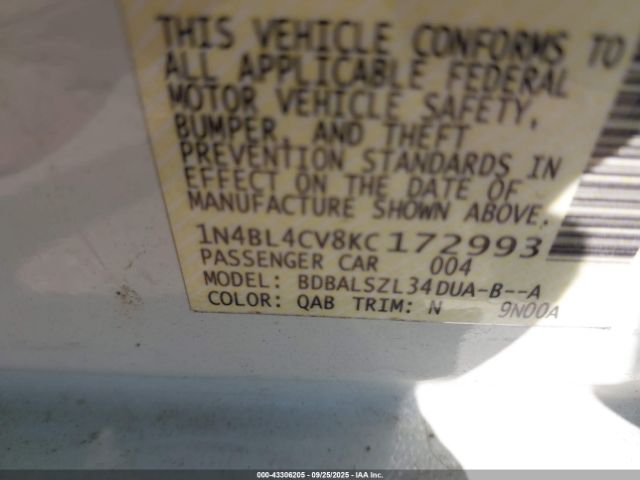 THIS VEHICLE CONFORMS TO
ALL APPLICABLE FEDERAL
MOTOR VEHICLE SAFETY,
BUMPER, AND THEFT
PREVENTION STANDARDS IN
EFFECT ON THE DATE OF
MANUFACTURE SHOWN ABOVE.
1N4BL4CV8KC172993
PASSENGER CAR 004
MODEL: BDBALSZL34DUA-B--A
COLOR: QAB TRIM: N 9N00A
000-43306205 - 09/25/2025 - IAA Inc.